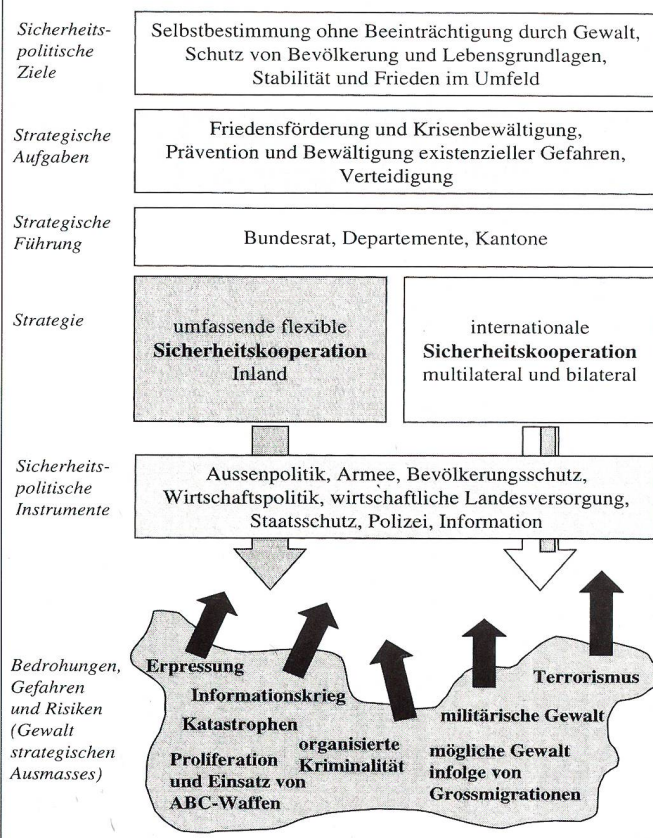 Sicherheits-
politische
Ziele
Selbstbestimmung ohne Beeinträchtigung durch Gewalt,
Schutz von Bevölkerung und Lebensgrundlagen,
Stabilität und Frieden im Umfeld
Strategische
Aufgaben
Friedensförderung und Krisenbewältigung,
Prävention und Bewältigung existenzieller Gefahren,
Verteidigung
Strategische
Führung
Bundesrat, Departemente, Kantone
Strategie
umfassende flexible
Sicherheitskooperation
Inland
internationale
Sicherheitskooperation
multilateral und bilateral
Sicherheits-
politische
Instrumente
Aussenpolitik, Armee, Bevölkerungsschutz,
Wirtschaftspolitik, wirtschaftliche Landesversorgung,
Staatsschutz, Polizei, Information
Bedrohungen,
Gefahren
und Risiken
(Gewalt
strategischen
Ausmasses)
Erpressung
Informationskrieg
Katastrophen
Proliferation
und Einsatz von
ABC-Waffen
organisierte
Kriminalität
Terrorismus
militärische Gewalt
mögliche Gewalt
infolge von
Grossmigrationen